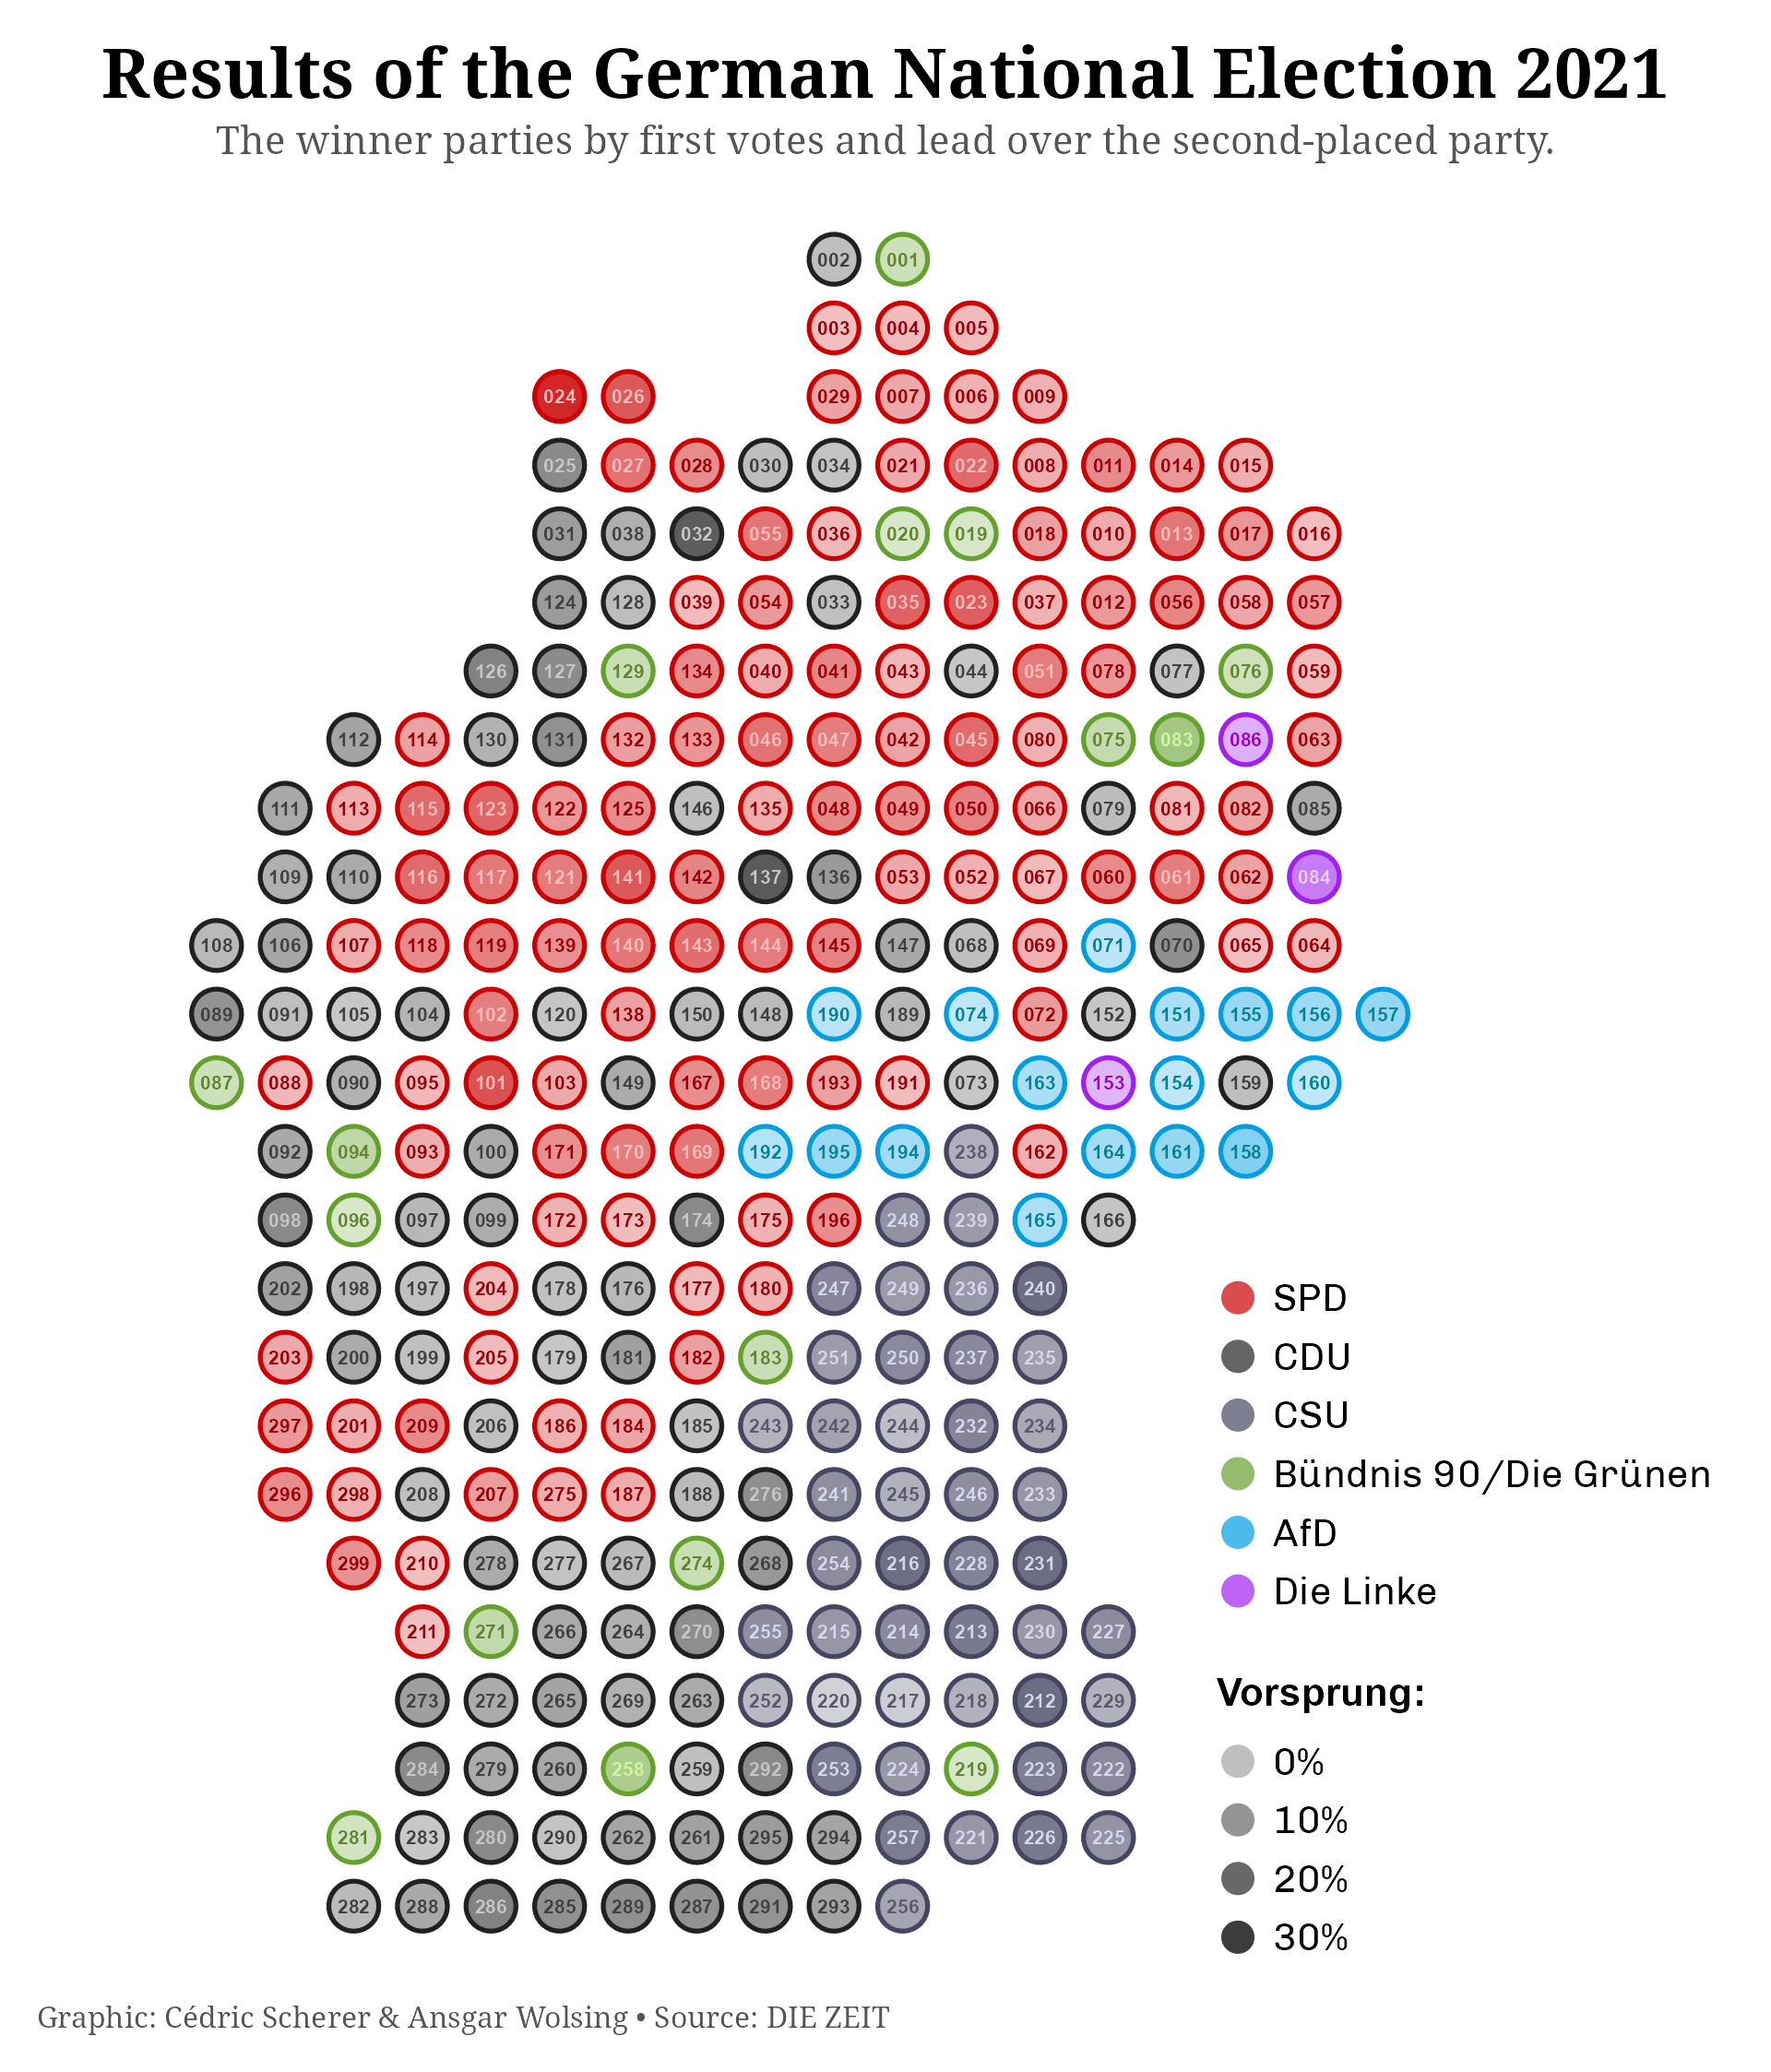 Results of the German National Election 2021
The winner parties by first votes and lead over the second-placed party.
002 001
003 004 005
024 026 029 007 006 009
025 027 028 030 034 021 022 008 011 014 015
031 038 032 055 036 020 019 018 010 013 017 016
124 128 039 054 033 035 023 037 012 056 058 057
126 127 129 134 040 041 043 044 051 078 077 076 059
112 114 130 131 132 133 046 047 042 045 080 075 083 086 063
111 113 115 123 122 125 146 135 048 049 050 066 079 081 082 085
109 110 116 117 121 141 142 137 136 053 052 067 060 061 062 084
108 106 107 118 119 139 140 143 144 145 147 068 069 071 070 065 064
089 091 105 104 102 120 138 150 148 190 189 074 072 152 151 155 156 157
087 088 090 095 101 103 149 167 168 193 191 073 163 153 154 159 160
092 094 093 100 171 170 169 192 195 194 238 162 164 161 158
098 096 097 099 172 173 174 175 196 248 239 165 166
202 198 197 204 178 176 177 180 247 249 236 240
203 200 199 205 179 181 182 183 251 250 237 235
297 201 209 206 186 184 185 243 242 244 232 234
296 298 208 207 275 187 188 276 241 245 246 233
299 210 278 277 267 274 268 254 216 228 231
211 271 266 264 270 255 215 214 213 230 227
273 272 265 269 263 252 220 217 218 212 229
284 279 260 258 259 292 253 224 219 223 222
281 283 280 290 262 261 295 294 257 221 226 225
282 288 286 285 289 287 291 293 256
SPD
CDU
CSU
Bündnis 90/Die Grünen
AfD
Die Linke
Vorsprung:
0%
10%
20%
30%
Graphic: Cédric Scherer & Ansgar Wolsing • Source: DIE ZEIT